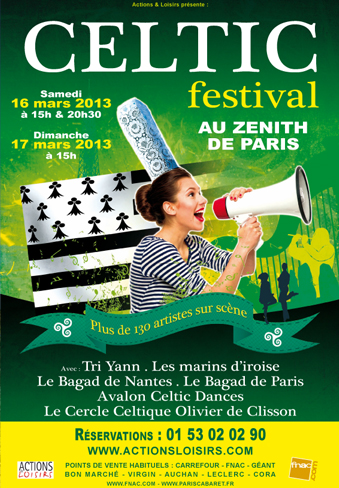 Actions & Loisirs présente :
CELTIC
festival
Samedi
16 mars 2013
à 15h & 20h30
Dimanche
17 mars 2013
à 15h
AU ZENITH
DE PARIS
Plus de 130 artistes sur scène
Avec : Tri Yann . Les marins d'iroise
Le Bagad de Nantes . Le Bagad de Paris
Avalon Celtic Dances
Le Cercle Celtique Olivier de Clisson
RÉSERVATIONS : 01 53 02 02 90
WWW.ACTIONSLOISIRS.COM
ACTIONS
LOISIRS
POINTS DE VENTE HABITUELS : CARREFOUR - FNAC - GÉANT
BON MARCHÉ - VIRGIN - AUCHAN - LECLERC - CORA
WWW.FNAC.COM - WWW.PARISCABARET.FR
fnac.com